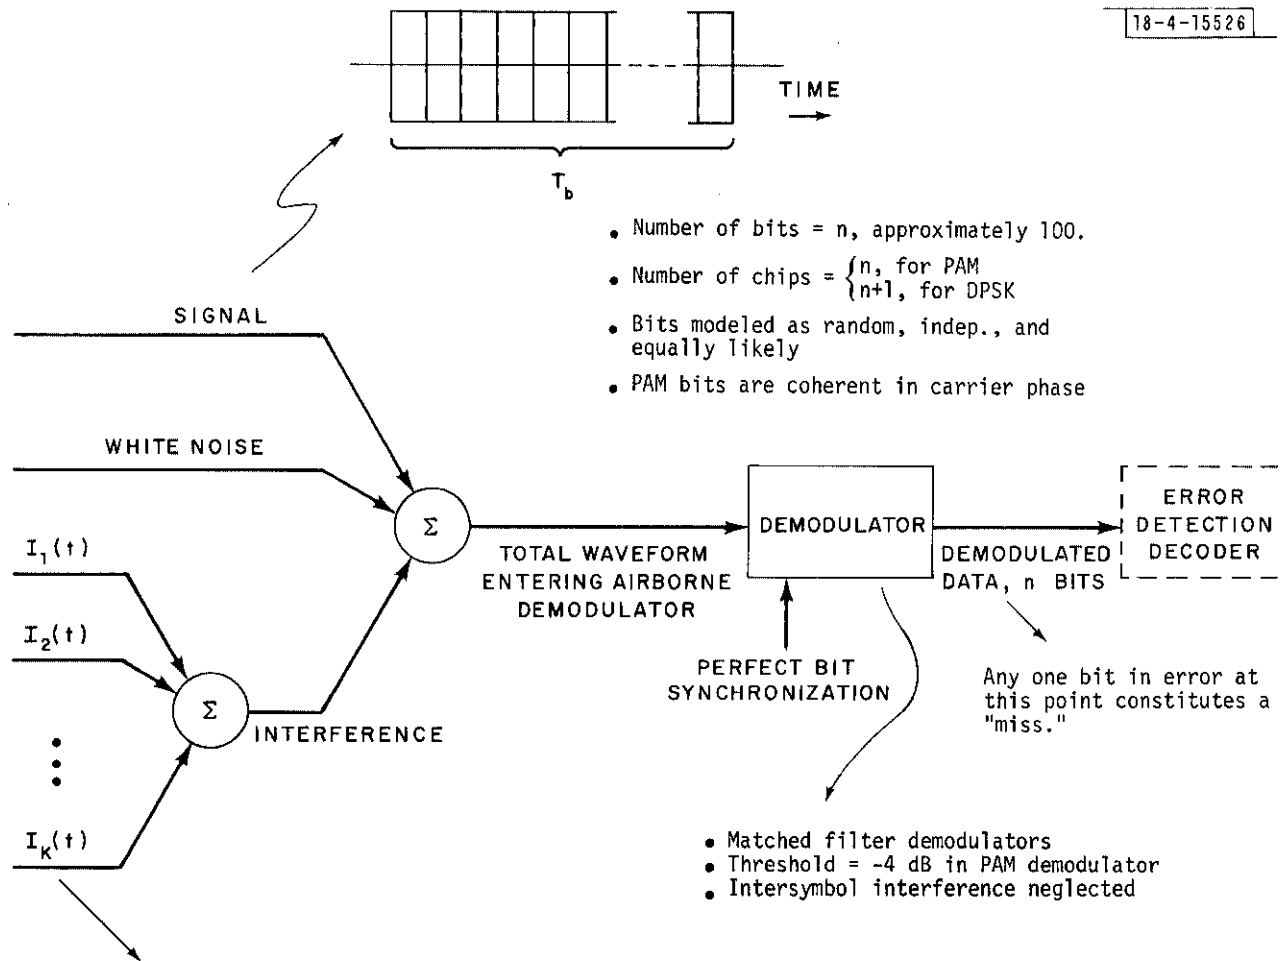 18-4-15526
TIME
T_b
• Number of bits = n, approximately 100.
• Number of chips = {n, for PAM
{n+1, for DPSK
• Bits modeled as random, indep., and
equally likely
• PAM bits are coherent in carrier phase
SIGNAL
WHITE NOISE
I_1(t)
I_2(t)
I_K(t)
Σ
INTERFERENCE
Σ
TOTAL WAVEFORM
ENTERING AIRBORNE
DEMODULATOR
DEMODULATOR
PERFECT BIT
SYNCHRONIZATION
DEMODULATED
DATA, n BITS
ERROR
DETECTION
DECODER
Any one bit in error at
this point constitutes a
"miss."
• Matched filter demodulators
• Threshold = -4 dB in PAM demodulator
• Intersymbol interference neglected